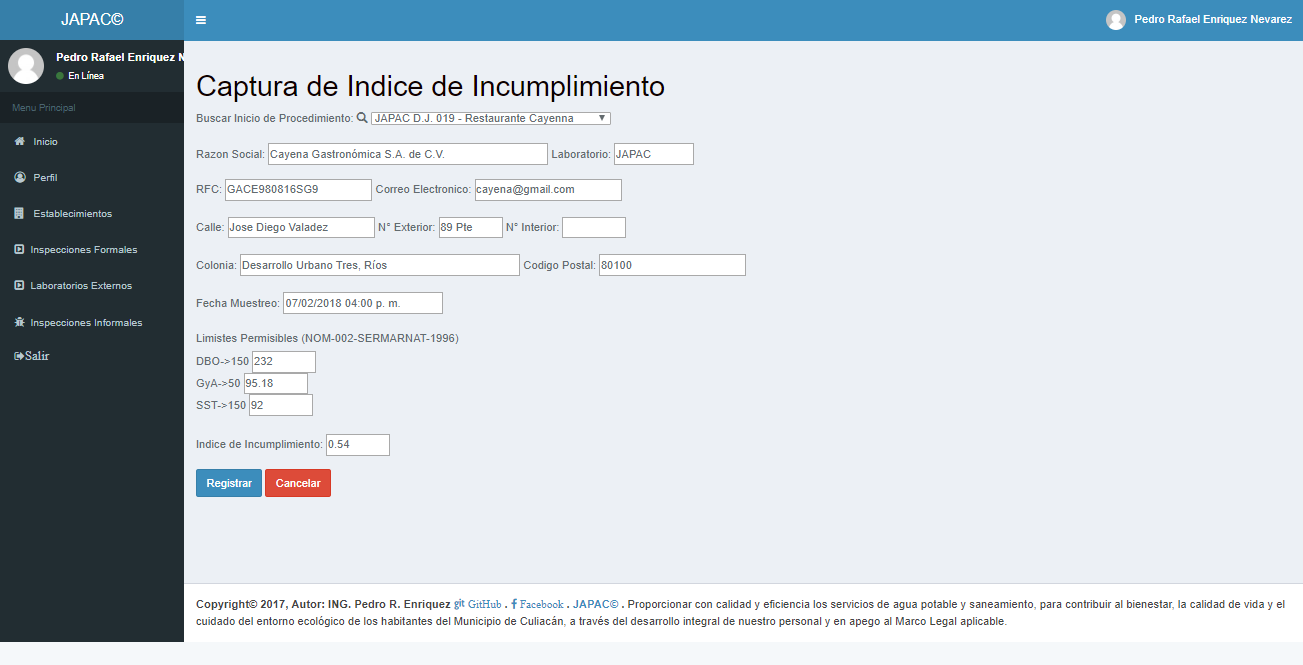 JAPAC©
Pedro Rafael Enriquez Nevarez
Pedro Rafael Enriquez N
En Línea
Menu Principal
Inicio
Perfil
Establecimientos
Inspecciones Formales
Laboratorios Externos
Inspecciones Informales
Salir
Captura de Indice de Incumplimiento
Buscar Inicio de Procedimiento: JAPAC D.J. 019 - Restaurante Cayenna
Razon Social: Cayena Gastronómica S.A. de C.V. Laboratorio: JAPAC
RFC: GACE980816SG9 Correo Electronico: cayena@gmail.com
Calle: Jose Diego Valadez N° Exterior: 89 Pte N° Interior:
Colonia: Desarrollo Urbano Tres, Ríos Codigo Postal: 80100
Fecha Muestreo: 07/02/2018 04:00 p. m.
Limistes Permisibles (NOM-002-SERMARNAT-1996)
DBO->150 232
GyA->50 95.18
SST->150 92
Indice de Incumplimiento: 0.54
Registrar Cancelar
Copyright© 2017, Autor: ING. Pedro R. Enriquez git GitHub . f Facebook . JAPAC© . Proporcionar con calidad y eficiencia los servicios de agua potable y saneamiento, para contribuir al bienestar, la calidad de vida y el
cuidado del entorno ecológico de los habitantes del Municipio de Culiacán, a través del desarrollo integral de nuestro personal y en apego al Marco Legal aplicable.